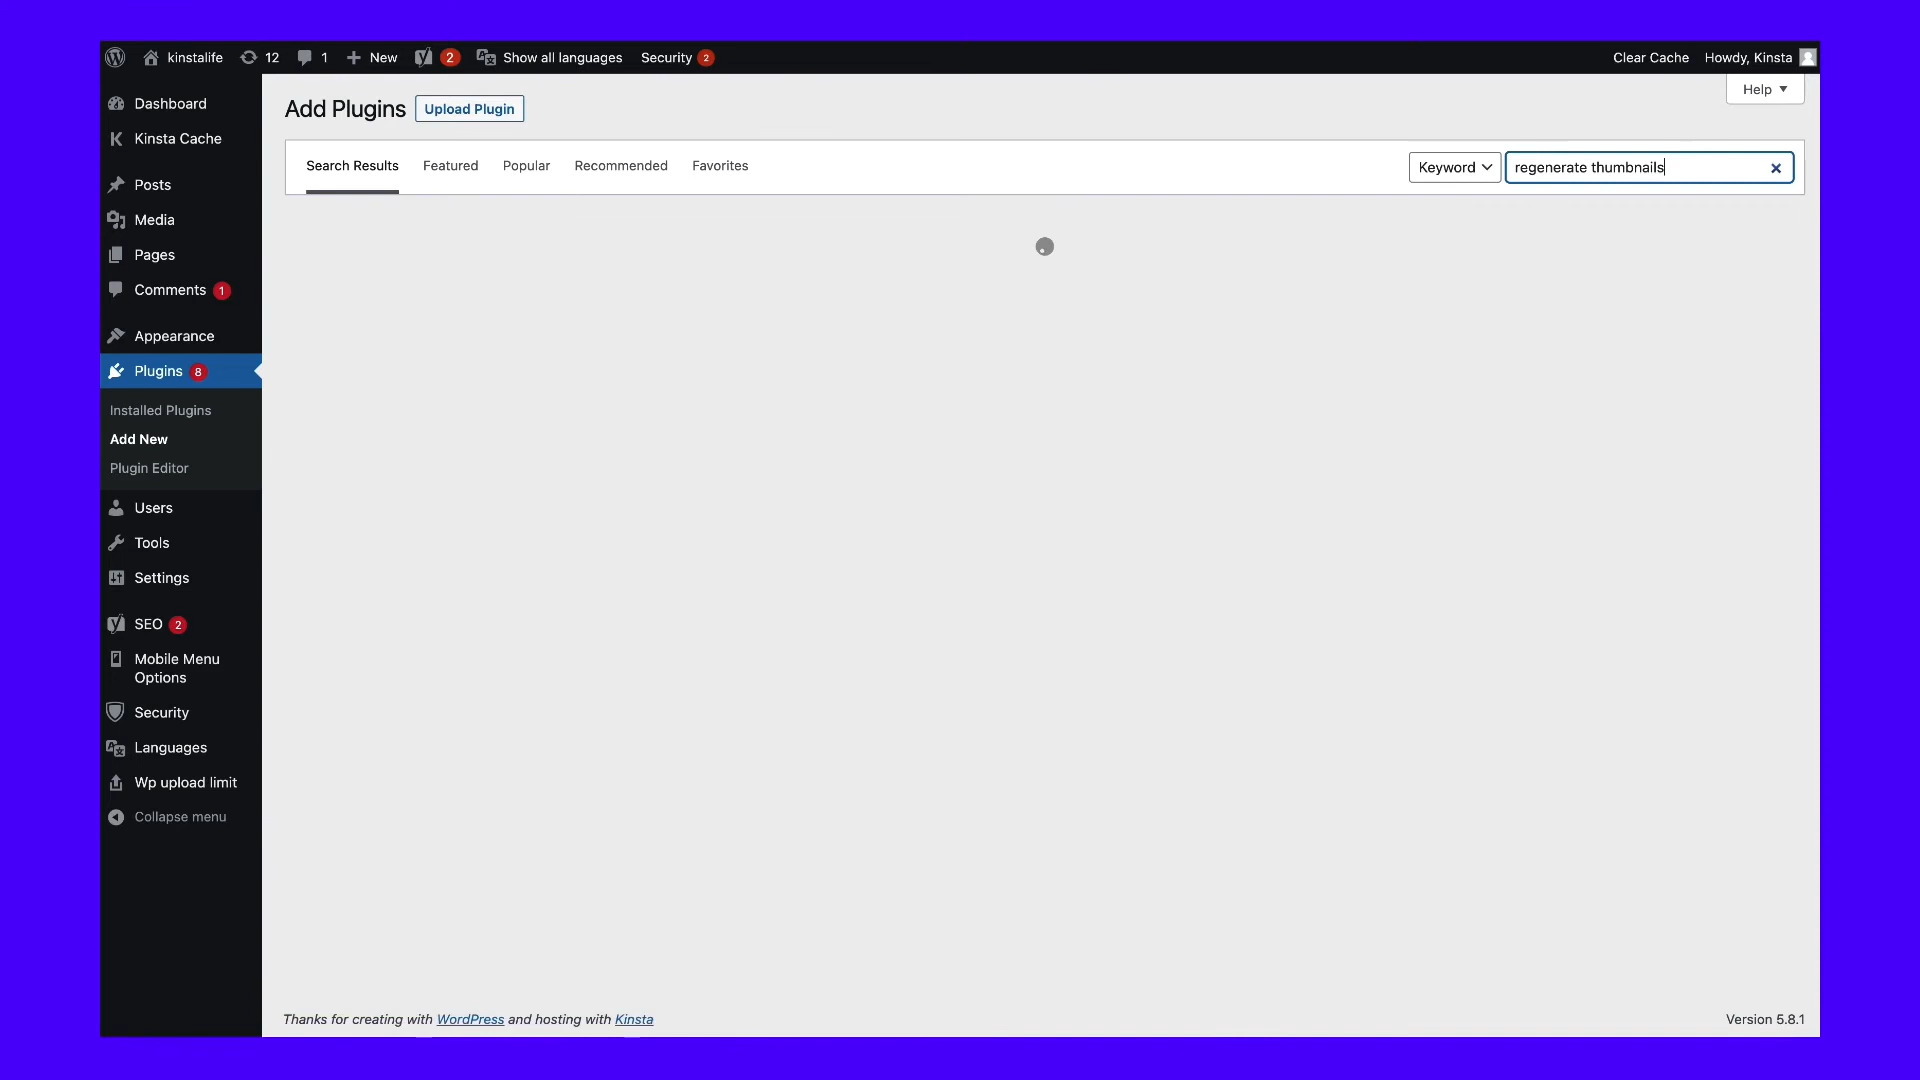 kinstalife 12 1 New 2 Show all languages Security 2 Clear Cache Howdy, Kinsta
Help
Dashboard
Kinsta Cache
Posts
Media
Pages
Comments 1
Appearance
Plugins 8
Installed Plugins
Add New
Plugin Editor
Users
Tools
Settings
SEO 2
Mobile Menu
Options
Security
Languages
Wp upload limit
Collapse menu
Add Plugins Upload Plugin
Search Results Featured Popular Recommended Favorites Keyword regenerate thumbnails
Thanks for creating with WordPress and hosting with Kinsta Version 5.8.1